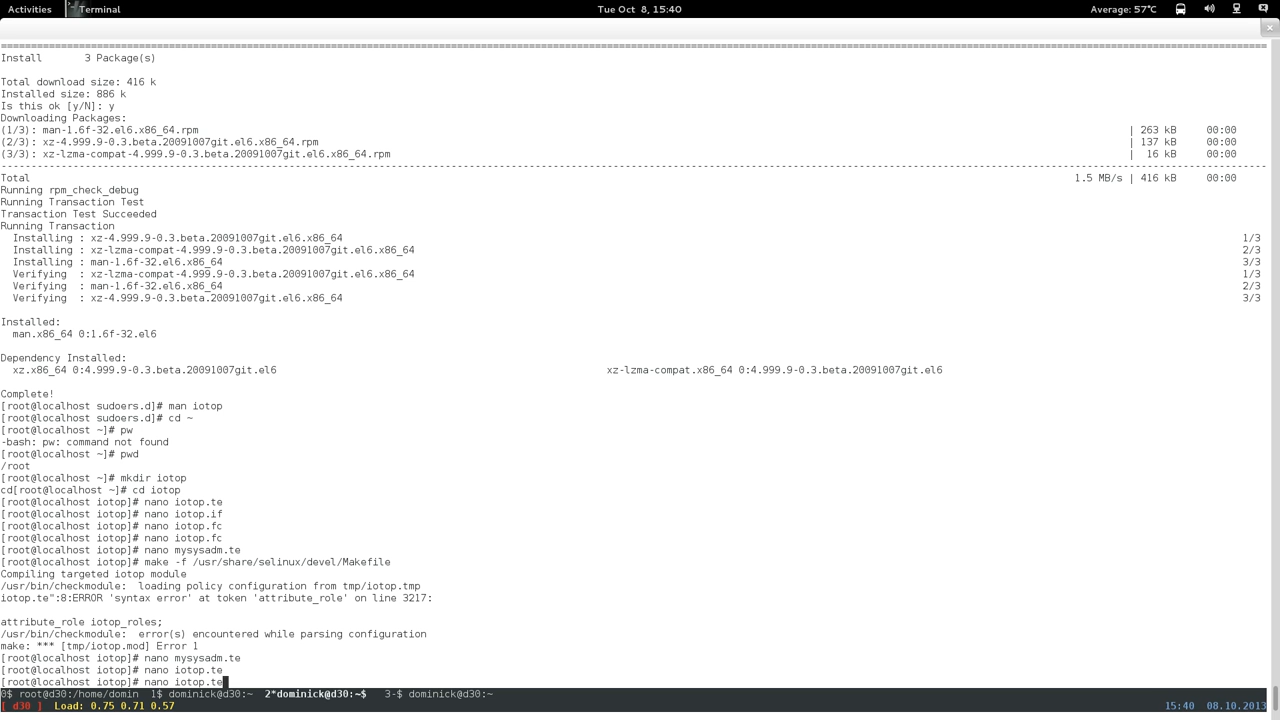 Activities Terminal Tue Oct 8, 15:40 Average: 57°C
================================================================================
Install 3 Package(s)
Total download size: 416 k
Installed size: 886 k
Is this ok [y/N]: y
Downloading Packages:
(1/3): man-1.6f-32.el6.x86_64.rpm | 263 kB 00:00
(2/3): xz-4.999.9-0.3.beta.20091007git.el6.x86_64.rpm | 137 kB 00:00
(3/3): xz-lzma-compat-4.999.9-0.3.beta.20091007git.el6.x86_64.rpm | 16 kB 00:00
--------------------------------------------------------------------------------
Total 1.5 MB/s | 416 kB 00:00
Running rpm_check_debug
Running Transaction Test
Transaction Test Succeeded
Running Transaction
Installing : xz-4.999.9-0.3.beta.20091007git.el6.x86_64 1/3
Installing : xz-lzma-compat-4.999.9-0.3.beta.20091007git.el6.x86_64 2/3
Installing : man-1.6f-32.el6.x86_64 3/3
Verifying : xz-lzma-compat-4.999.9-0.3.beta.20091007git.el6.x86_64 1/3
Verifying : man-1.6f-32.el6.x86_64 2/3
Verifying : xz-4.999.9-0.3.beta.20091007git.el6.x86_64 3/3
Installed:
man.x86_64 0:1.6f-32.el6
Dependency Installed:
xz.x86_64 0:4.999.9-0.3.beta.20091007git.el6 xz-lzma-compat.x86_64 0:4.999.9-0.3.beta.20091007git.el6
Complete!
[root@localhost sudoers.d]# man iotop
[root@localhost sudoers.d]# cd ~
[root@localhost ~]# pw
-bash: pw: command not found
[root@localhost ~]# pwd
/root
[root@localhost ~]# mkdir iotop
cd[root@localhost ~]# cd iotop
[root@localhost iotop]# nano iotop.te
[root@localhost iotop]# nano iotop.if
[root@localhost iotop]# nano iotop.fc
[root@localhost iotop]# nano iotop.fc
[root@localhost iotop]# nano mysysadm.te
[root@localhost iotop]# make -f /usr/share/selinux/devel/Makefile
Compiling targeted iotop module
/usr/bin/checkmodule: loading policy configuration from tmp/iotop.tmp
iotop.te":8:ERROR 'syntax error' at token 'attribute_role' on line 3217:
attribute_role iotop_roles;
/usr/bin/checkmodule: error(s) encountered while parsing configuration
make: *** [tmp/iotop.mod] Error 1
[root@localhost iotop]# nano mysysadm.te
[root@localhost iotop]# nano iotop.te
[root@localhost iotop]# nano iotop.te
0$ root@d30:/home/domin 1$ dominick@d30:~ 2*dominick@d30:~$ 3-$ dominick@d30:~
[ d30 ] Load: 0.75 0.71 0.57 15:40 08.10.2013